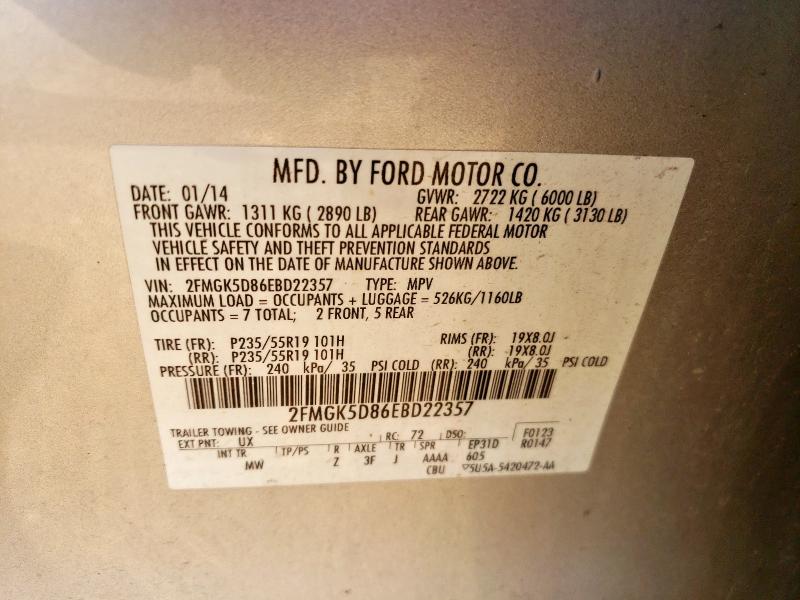 MFD. BY FORD MOTOR CO.
DATE: 01/14 GVWR: 2722 KG ( 6000 LB)
FRONT GAWR: 1311 KG ( 2890 LB) REAR GAWR: 1420 KG ( 3130 LB)
THIS VEHICLE CONFORMS TO ALL APPLICABLE FEDERAL MOTOR
VEHICLE SAFETY AND THEFT PREVENTION STANDARDS
IN EFFECT ON THE DATE OF MANUFACTURE SHOWN ABOVE.
VIN: 2FMGK5D86EBD22357 TYPE: MPV
MAXIMUM LOAD = OCCUPANTS + LUGGAGE = 526KG/1160LB
OCCUPANTS = 7 TOTAL; 2 FRONT, 5 REAR
TIRE (FR): P235/55R19 101H RIMS (FR): 19X8.0J
(RR): P235/55R19 101H (RR): 19X8.0J
PRESSURE (FR): 240 kPa/ 35 PSI COLD (RR): 240 kPa/ 35 PSI COLD
2FMGK5D86EBD22357
TRAILER TOWING - SEE OWNER GUIDE RC: 72 DSO: F0123
EXT PNT: UX R0147
INT TR TP/PS R AXLE TR SPR EP31D
MW Z 3F J AAAA 605
CBU 5U5A-5420472-AA